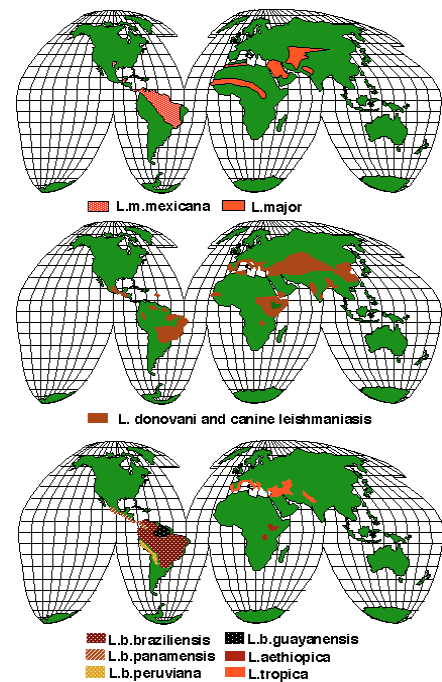 L.m.mexicana L.major
L. donovani and canine leishmaniasis
L.b.braziliensis L.b.guayanensis
L.b.panamensis L.aethiopica
L.b.peruviana L.tropica